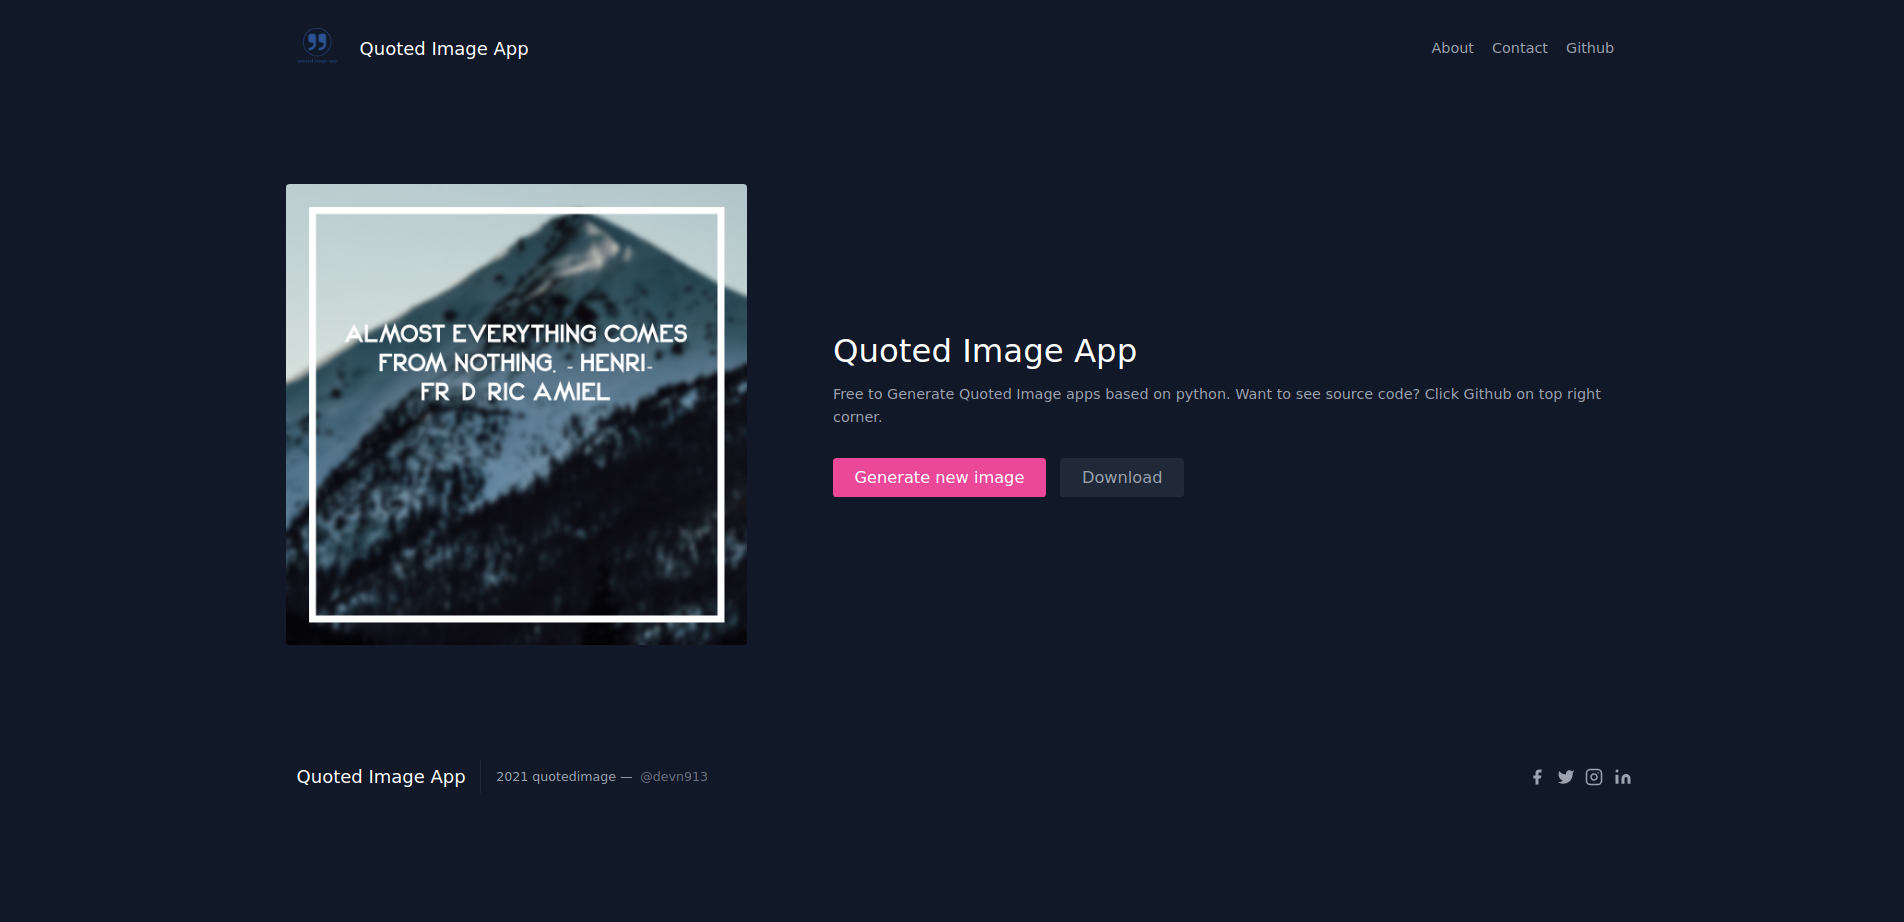 Quoted Image App
About Contact Github
ALMOST EVERYTHING COMES
FROM NOTHING. - HENRI-
FR D RIC AMIEL
Quoted Image App
Free to Generate Quoted Image apps based on python. Want to see source code? Click Github on top right
corner.
Generate new image
Download
Quoted Image App
2021 quotedimage — @devn913